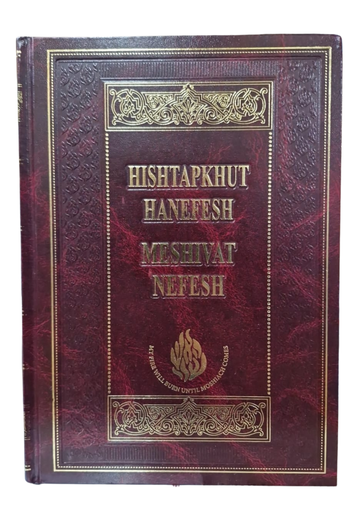 HISHTAPKHUT
HANEFESH
MESHIVAT
NEFESH
MY FIRE WILL BURN UNTIL MOSHIACH COMES